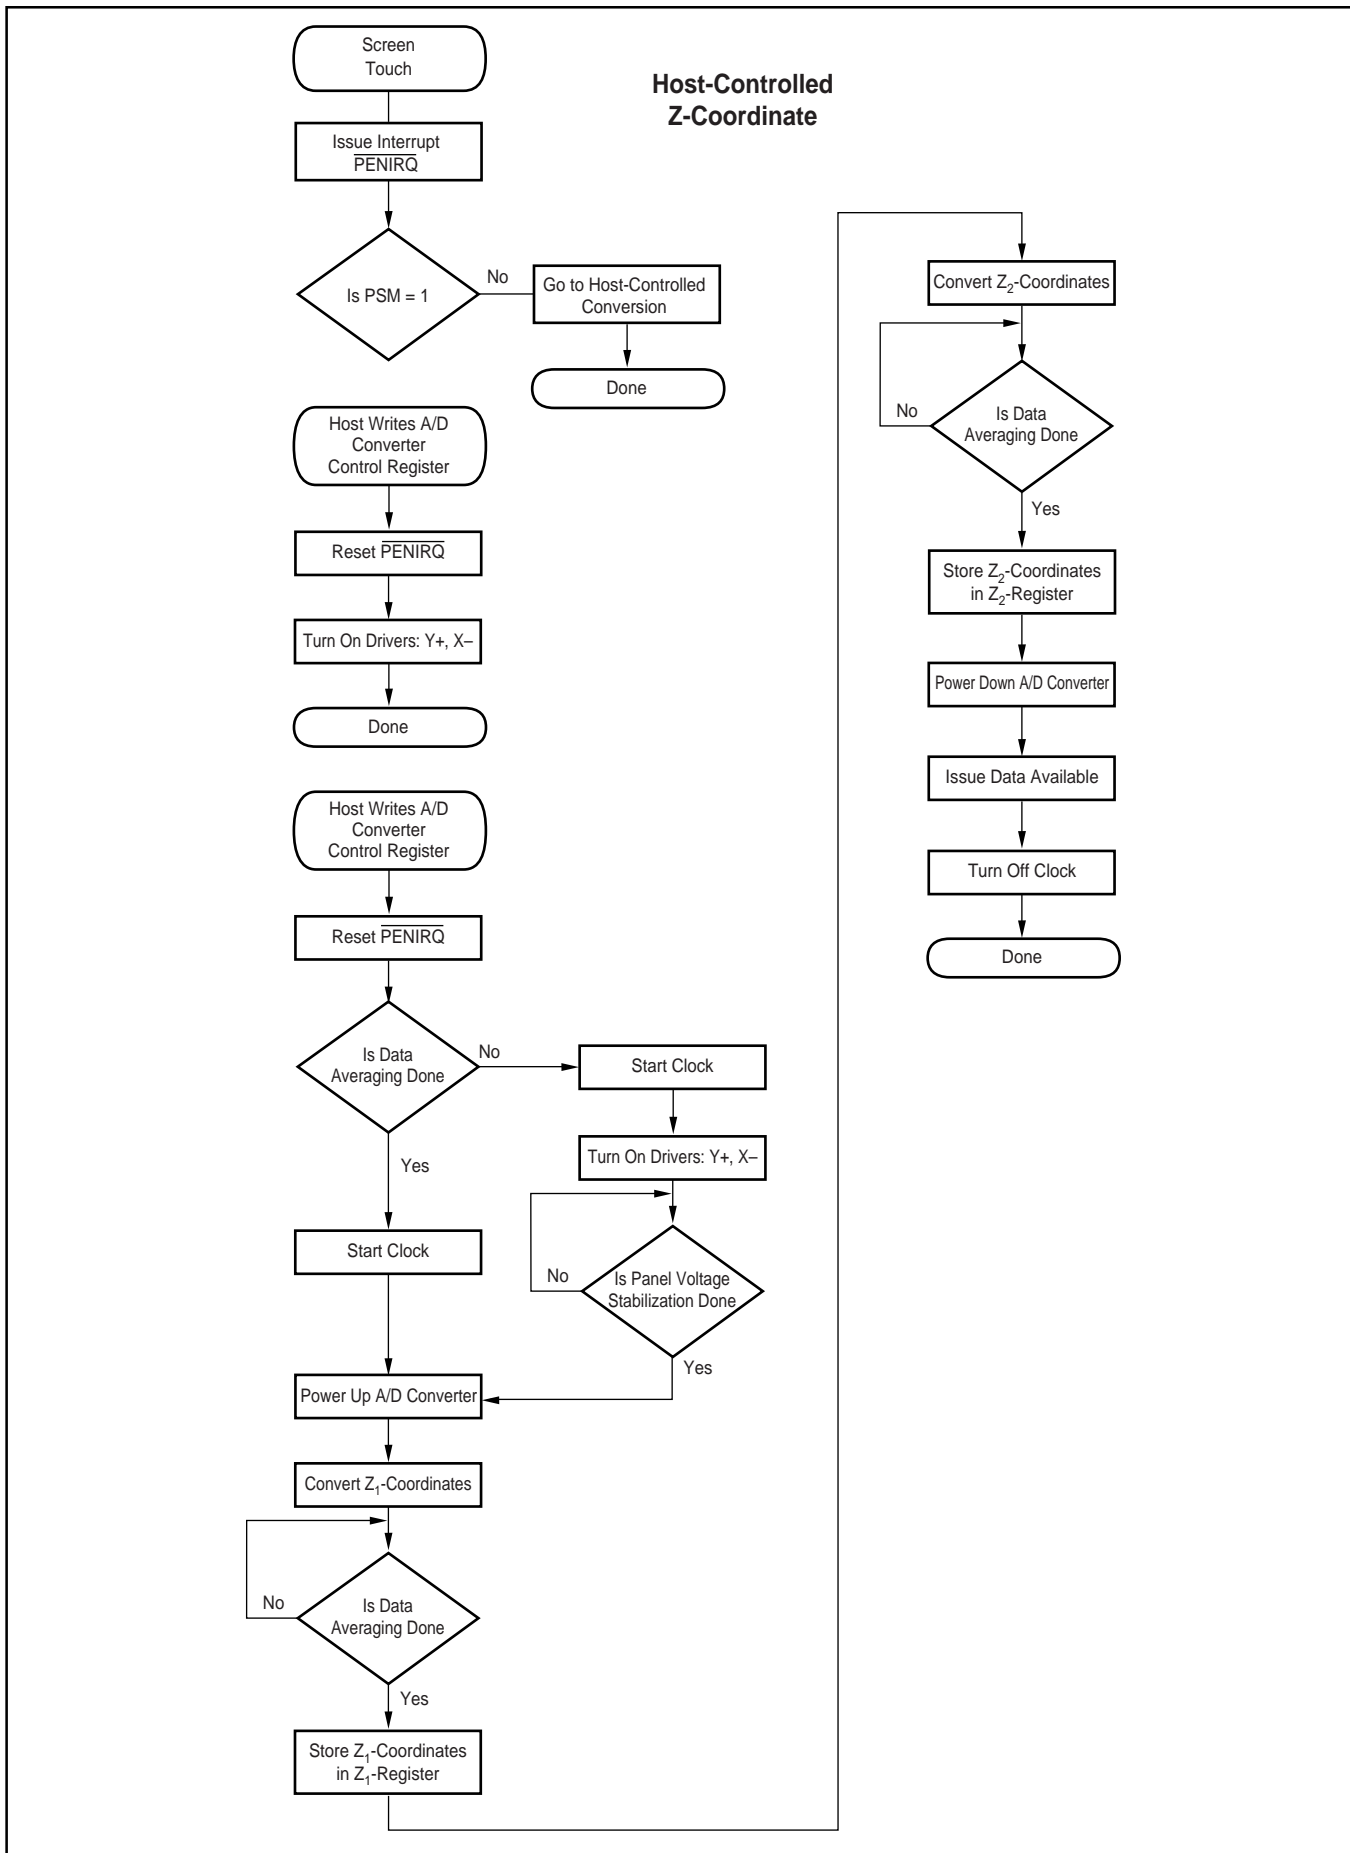 Screen
Touch
Host-Controlled
Z-Coordinate
Issue Interrupt
PENIRQ
Is PSM = 1
No
Go to Host-Controlled
Conversion
Done
Host Writes A/D
Converter
Control Register
Reset PENIRQ
Turn On Drivers: Y+, X–
Done
Host Writes A/D
Converter
Control Register
Reset PENIRQ
Is Data
Averaging Done
No
Start Clock
Turn On Drivers: Y+, X–
No
Is Panel Voltage
Stabilization Done
Yes
Yes
Start Clock
Power Up A/D Converter
Convert Z1-Coordinates
No
Is Data
Averaging Done
Yes
Store Z1-Coordinates
in Z1-Register
Convert Z2-Coordinates
No
Is Data
Averaging Done
Yes
Store Z2-Coordinates
in Z2-Register
Power Down A/D Converter
Issue Data Available
Turn Off Clock
Done